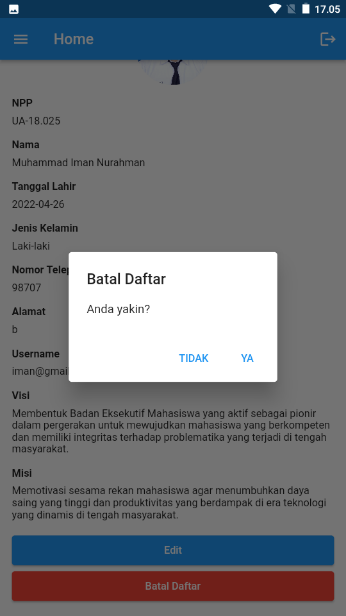 17.05
Home
NPP
UA-18.025
Nama
Muhammad Iman Nurahman
Tanggal Lahir
2022-04-26
Jenis Kelamin
Laki-laki
Nomor Telep
98707
Alamat
b
Username
iman@gmai
Batal Daftar
Anda yakin?
TIDAK YA
Visi
Membentuk Badan Eksekutif Mahasiswa yang aktif sebagai pionir
dalam pergerakan untuk mewujudkan mahasiswa yang berkompeten
dan memiliki integritas terhadap problematika yang terjadi di tengah
masyarakat.
Misi
Memotivasi sesama rekan mahasiswa agar menumbuhkan daya
saing yang tinggi dan produktivitas yang berdampak di era teknologi
yang dinamis di tengah masyarakat.
Edit
Batal Daftar